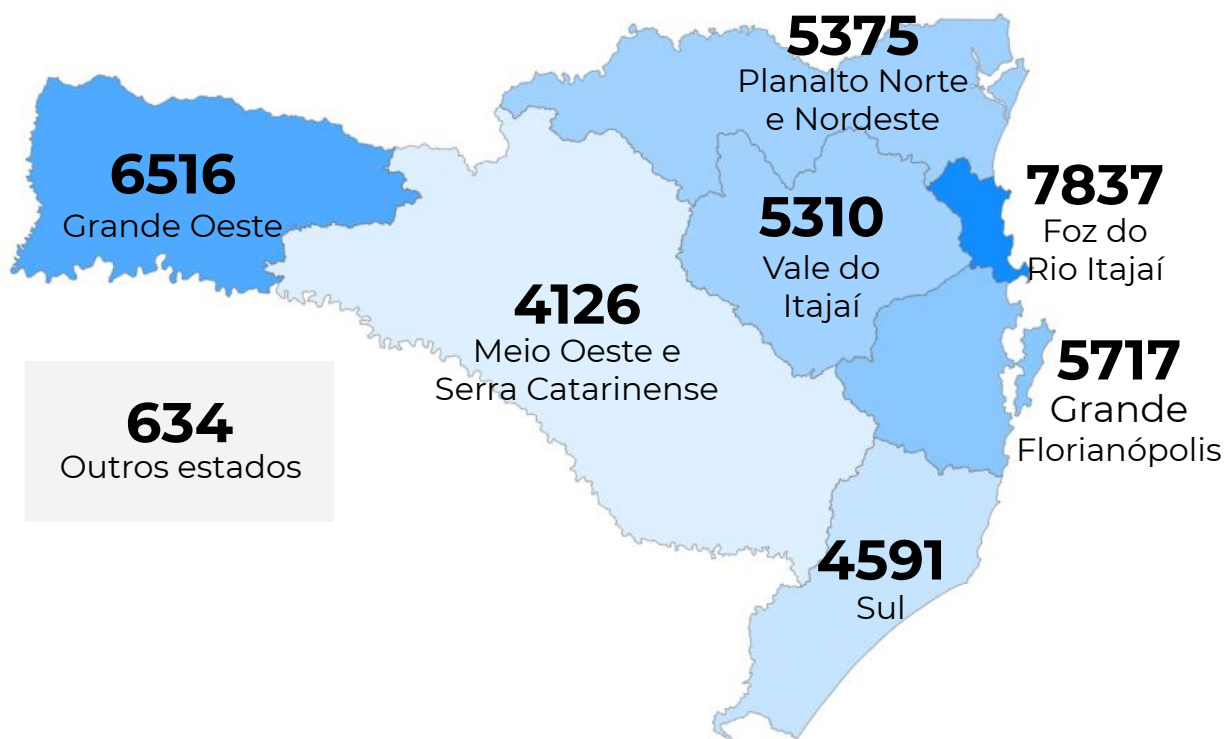 5375
Planalto Norte
e Nordeste
6516
Grande Oeste
7837
Foz do
Rio Itajaí
5310
Vale do
Itajaí
4126
Meio Oeste e
Serra Catarinense
5717
Grande
Florianópolis
634
Outros estados
4591
Sul